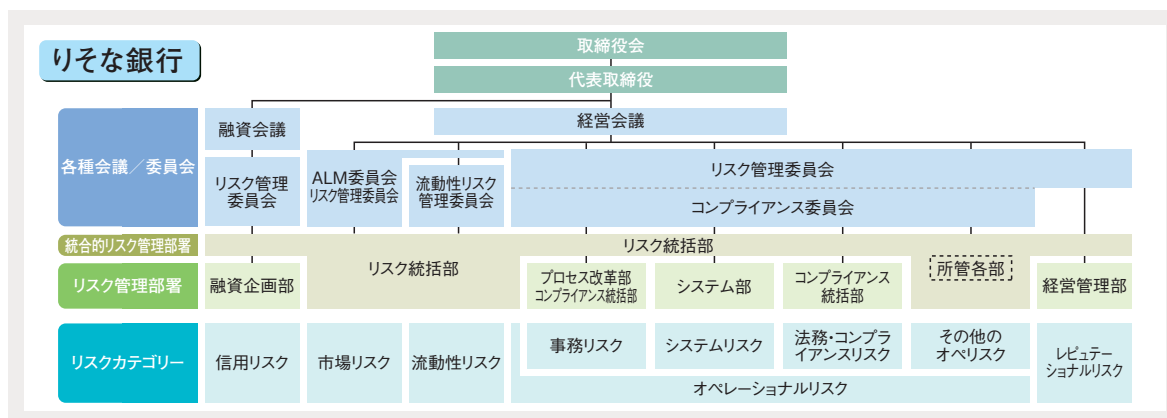 りそな銀行
取締役会
代表取締役
各種会議／委員会
融資会議
経営会議
リスク管理
委員会
ALM委員会
リスク管理委員会
流動性リスク
管理委員会
リスク管理委員会
コンプライアンス委員会
統合的リスク管理部署
リスク統括部
リスク管理部署
融資企画部
リスク統括部
プロセス改革部
コンプライアンス統括部
システム部
コンプライアンス
統括部
所管各部
経営管理部
リスクカテゴリー
信用リスク
市場リスク
流動性リスク
事務リスク
システムリスク
法務・コンプラ
イアンスリスク
その他の
オペリスク
オペレーショナルリスク
レピュテー
ショナルリスク